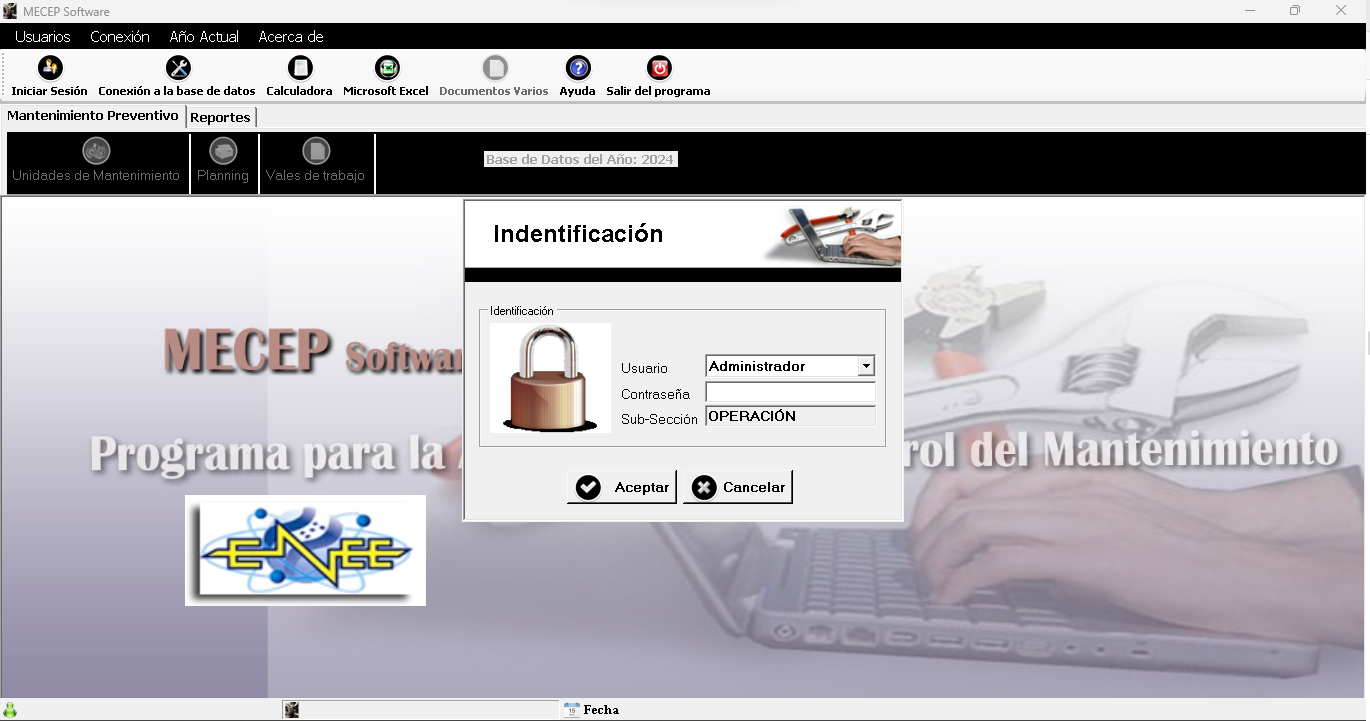 MECEP Software
Usuarios Conexión Año Actual Acerca de
Iniciar Sesión Conexión a la base de datos Calculadora Microsoft Excel Documentos Varios Ayuda Salir del programa
Mantenimiento Preventivo Reportes
Unidades de Mantenimiento Planning Vales de trabajo
Base de Datos del Año: 2024
Indentificación
Identificación
Usuario Administrador
Contraseña
Sub-Sección OPERACIÓN
Aceptar Cancelar
MECEP Softwar
Programa para la
rol del Mantenimiento
ENEE
Fecha